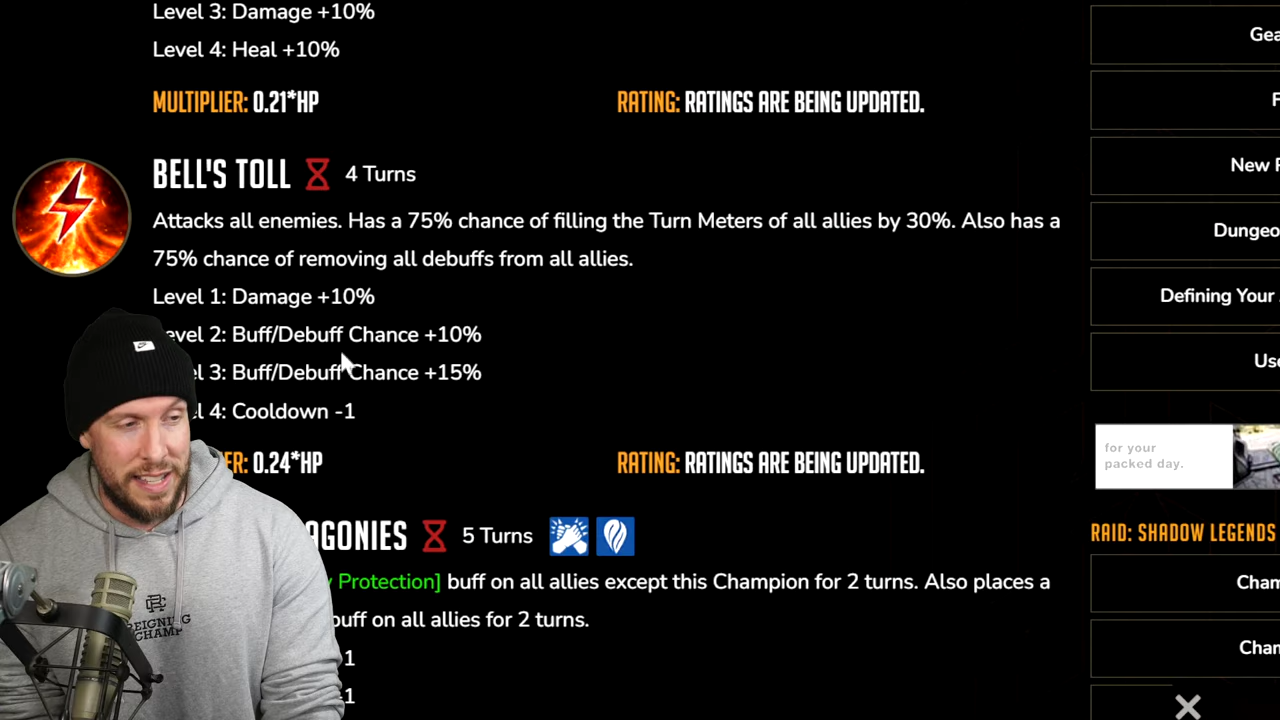 Level 3: Damage +10%
Level 4: Heal +10%
MULTIPLIER: 0.21*HP
RATING: RATINGS ARE BEING UPDATED.
BELL'S TOLL 4 Turns
Attacks all enemies. Has a 75% chance of filling the Turn Meters of all allies by 30%. Also has a
75% chance of removing all debuffs from all allies.
Level 1: Damage +10%
evel 2: Buff/Debuff Chance +10%
3: Buff/Debuff Chance +15%
4: Cooldown -1
ER: 0.24*HP
RATING: RATINGS ARE BEING UPDATED.
AGONIES 5 Turns
Protection] buff on all allies except this Champion for 2 turns. Also places a
buff on all allies for 2 turns.
1
1
Gea
F
New F
Dungeo
Defining Your
Use
for your
packed day.
RAID: SHADOW LEGENDS
Cham
Cham
REIGNING
CHAMP